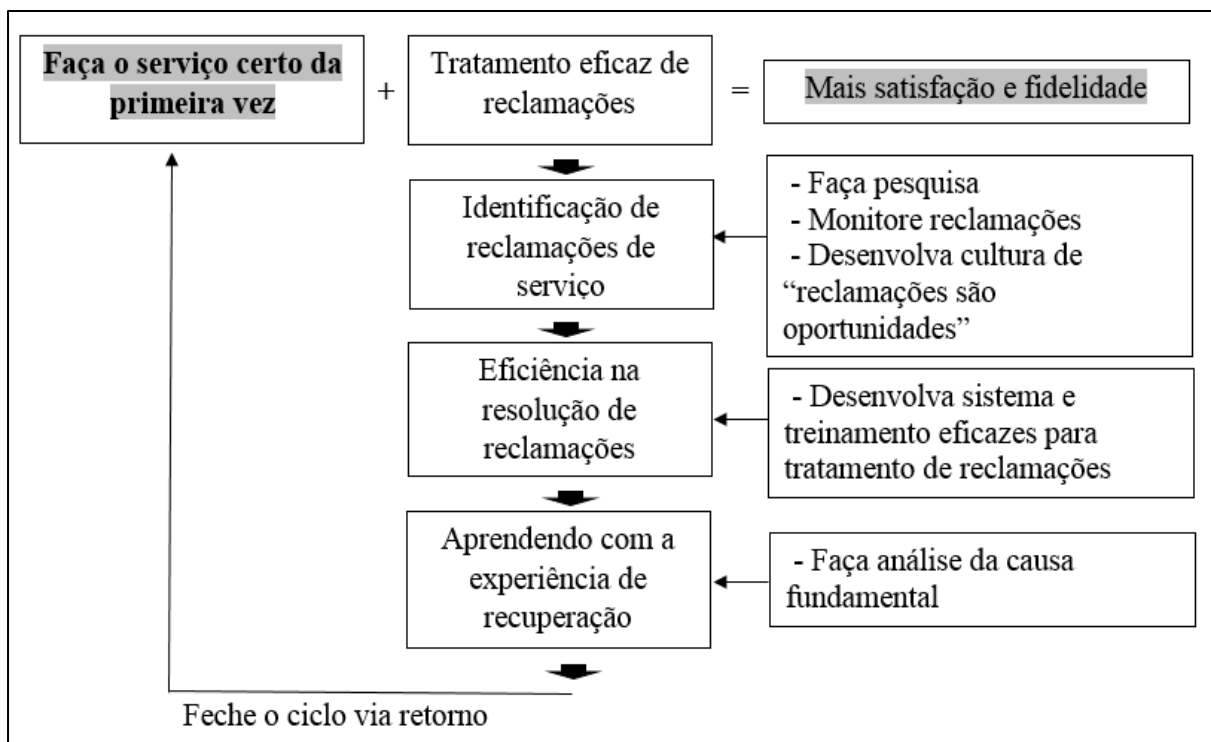 Faça o serviço certo da
primeira vez
+
Tratamento eficaz de
reclamações
=
Mais satisfação e fidelidade
Identificação de
reclamações de
serviço
- Faça pesquisa
- Monitore reclamações
- Desenvolva cultura de
“reclamações são
oportunidades”
Eficiência na
resolução de
reclamações
- Desenvolva sistema e
treinamento eficazes para
tratamento de reclamações
Aprendendo com a
experiência de
recuperação
- Faça análise da causa
fundamental
Feche o ciclo via retorno